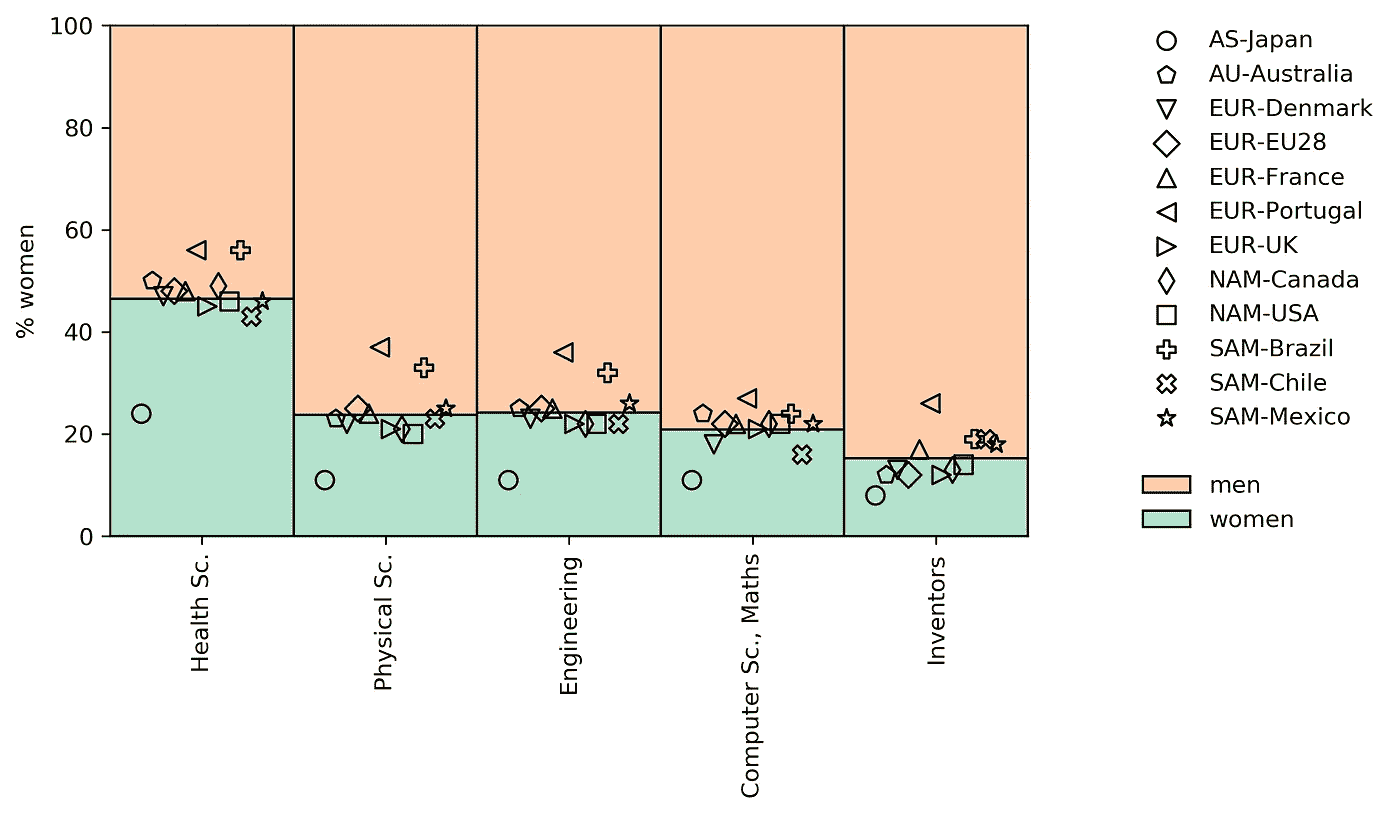 100
80
60
40
20
0
% women
Health Sc.
Physical Sc.
Engineering
Computer Sc., Maths
Inventors
AS-Japan
AU-Australia
EUR-Denmark
EUR-EU28
EUR-France
EUR-Portugal
EUR-UK
NAM-Canada
NAM-USA
SAM-Brazil
SAM-Chile
SAM-Mexico
men
women